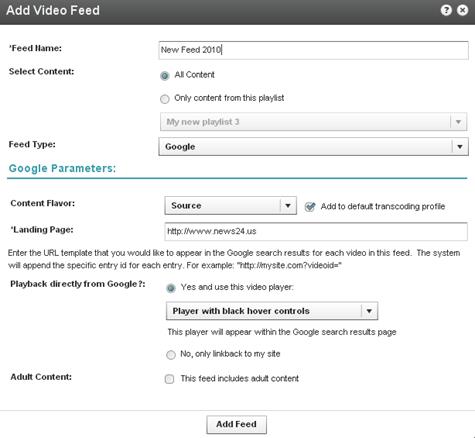 Add Video Feed
*Feed Name: New Feed 2010
Select Content: All Content
Only content from this playlist
My new playlist 3
Feed Type: Google
Google Parameters:
Content Flavor: Source Add to default transcoding profile
*Landing Page: http://www.news24.us
Enter the URL template that you would like to appear in the Google search results for each video in this feed. The system
will append the specific entry id for each entry. For example: "http://mysite.com?videoid="
Playback directly from Google?: Yes and use this video player:
Player with black hover controls
This player will appear within the Google search results page
No, only linkback to my site
Adult Content: This feed includes adult content
Add Feed